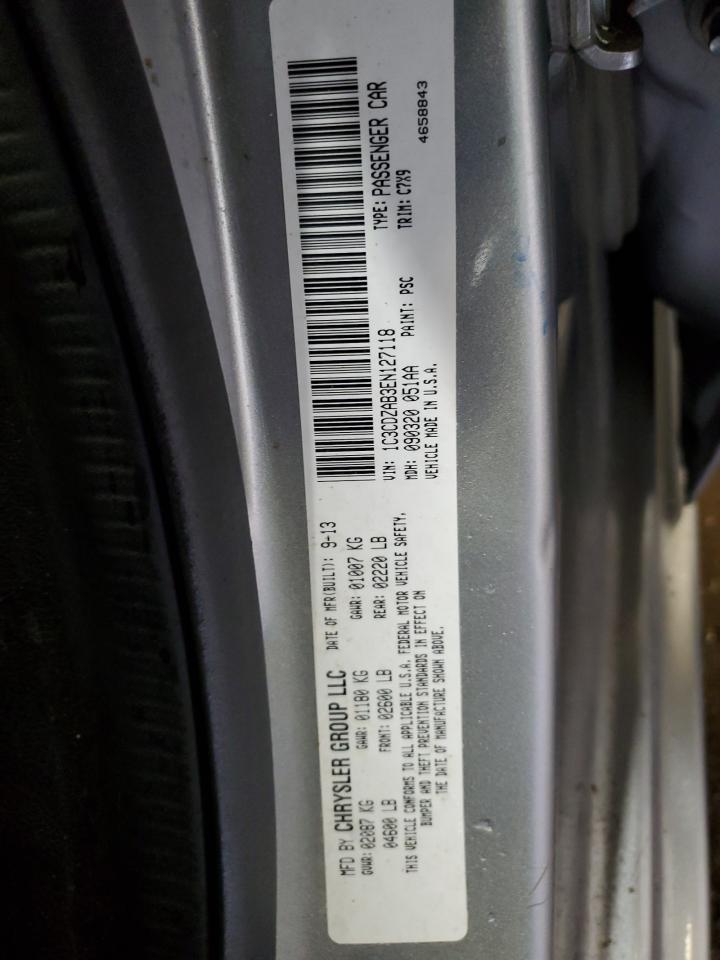 MFD BY CHRYSLER GROUP LLC DATE OF MFR(BUILT): 9-13
GVWR: 02087 KG GAWR: 01180 KG GAWR: 01007 KG
04600 LB FRONT: 02600 LB REAR: 02220 LB
THIS VEHICLE CONFORMS TO ALL APPLICABLE U.S.A. FEDERAL MOTOR VEHICLE SAFETY,
BUMPER AND THEFT PREVENTION STANDARDS IN EFFECT ON
THE DATE OF MANUFACTURE SHOWN ABOVE.
VIN: 1C3CDZAB3EN127118 TYPE: PASSENGER CAR
MDH: 090320 051AA PAINT: PSC TRIM: C7X9
VEHICLE MADE IN U.S.A. 4658843